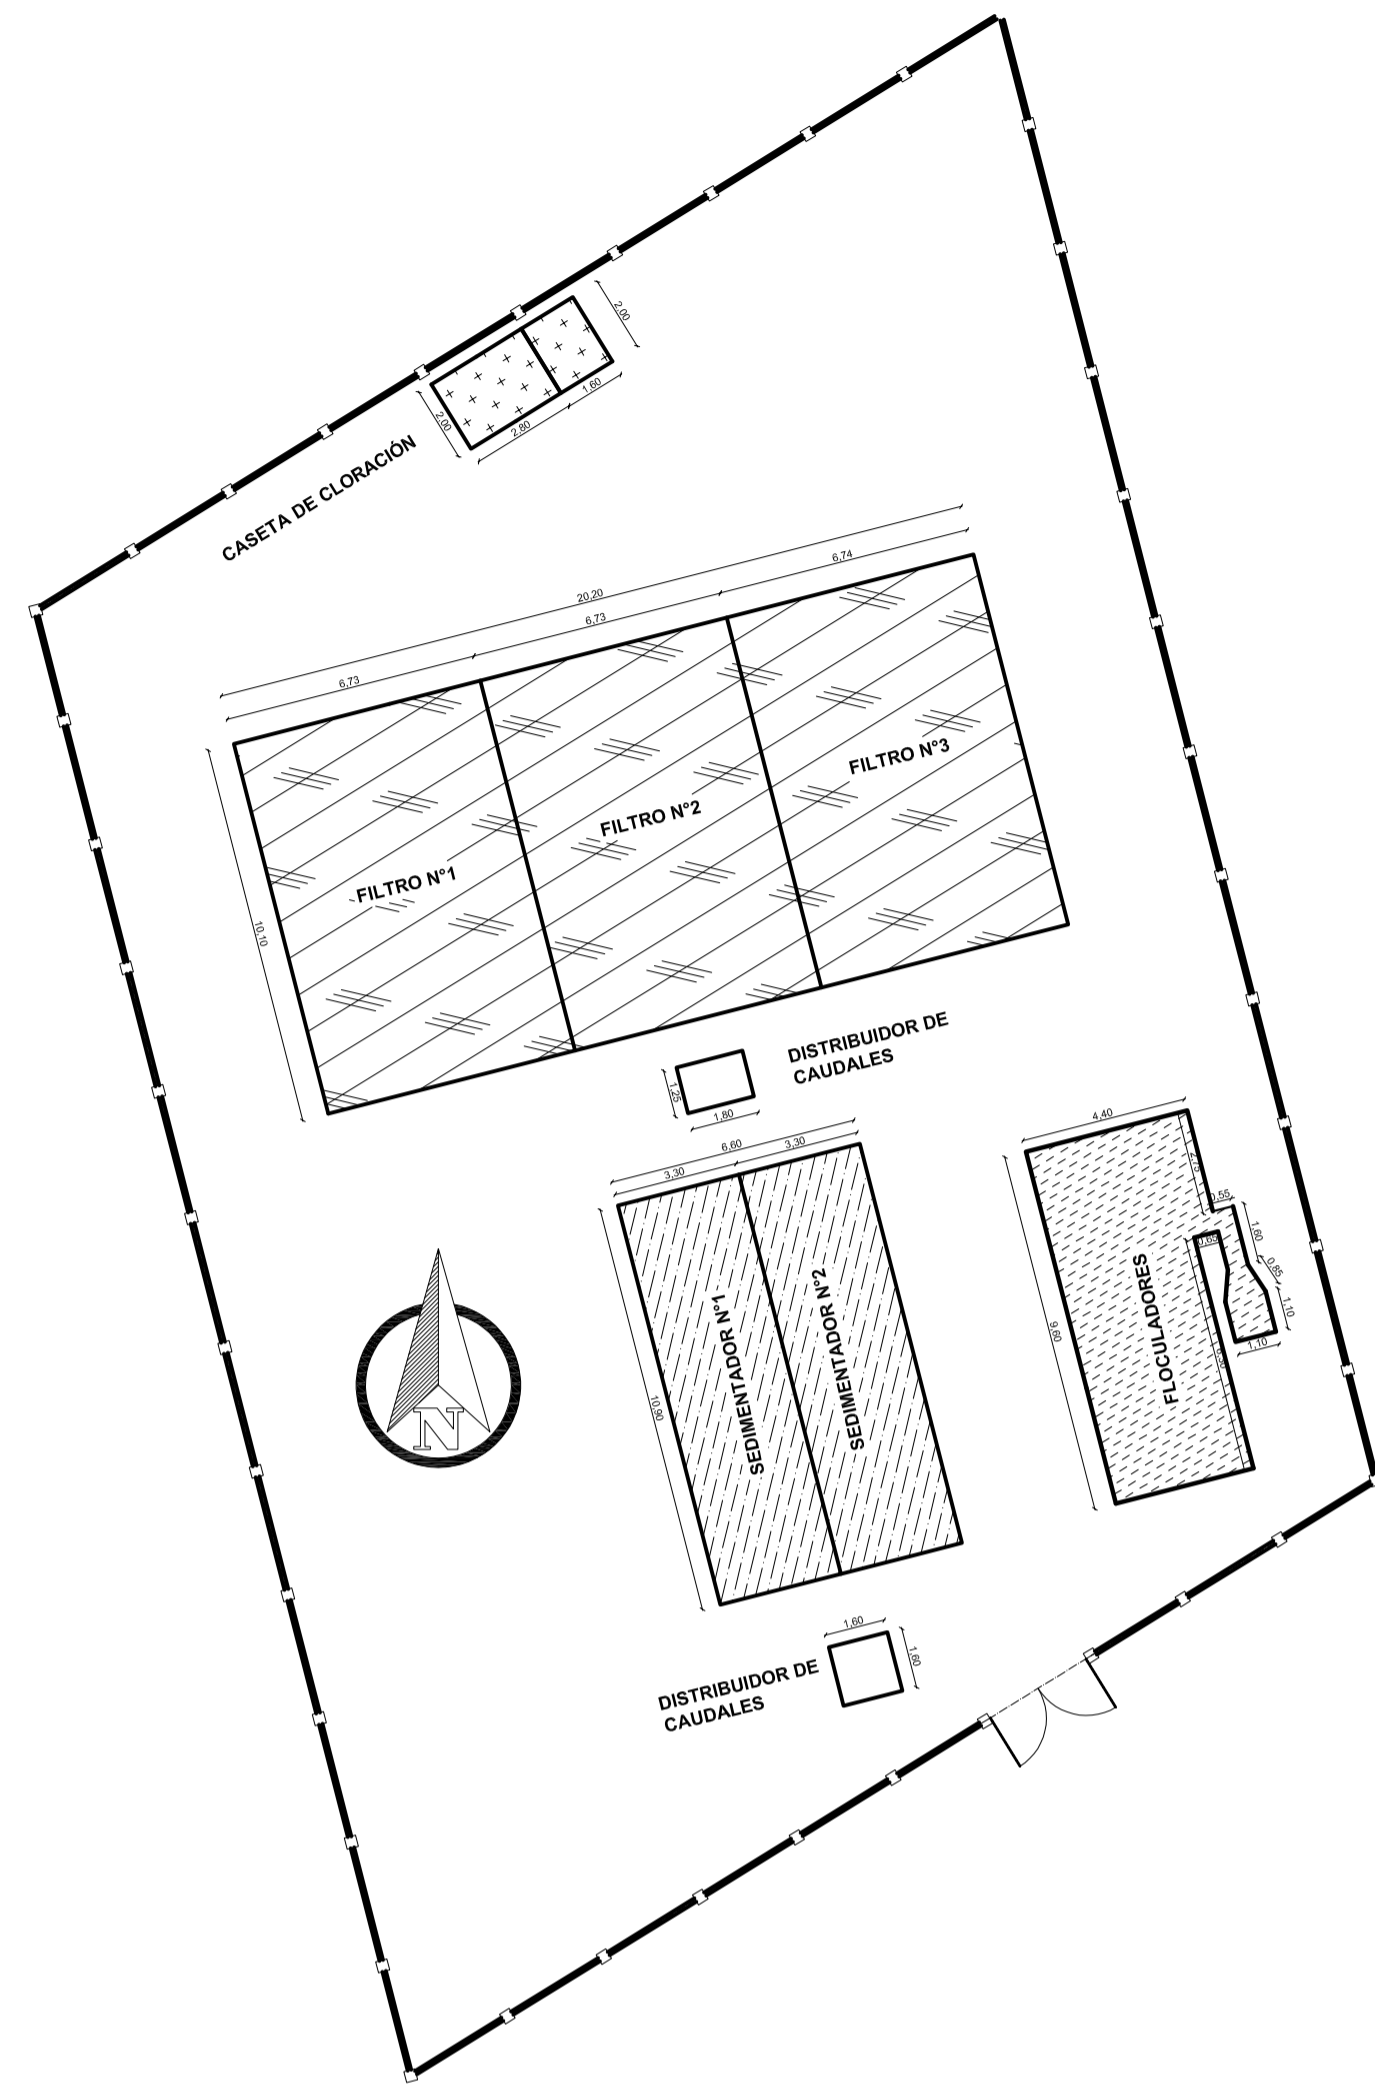 2,00
2,00
2,80
1,60
CASETA DE CLORACIÓN
20,20
6,74
6,73
6,73
10,10
FILTRO N°3
FILTRO N°2
FILTRO N°1
DISTRIBUIDOR DE
CAUDALES
1,25
1,80
6,60
3,30
3,30
10,90
SEDIMENTADOR N°1
SEDIMENTADOR N°2
4,40
2,75
0,55
1,60
0,65
0,85
1,10
1,10
9,60
FLOCULADORES
N
1,60
1,60
DISTRIBUIDOR DE
CAUDALES